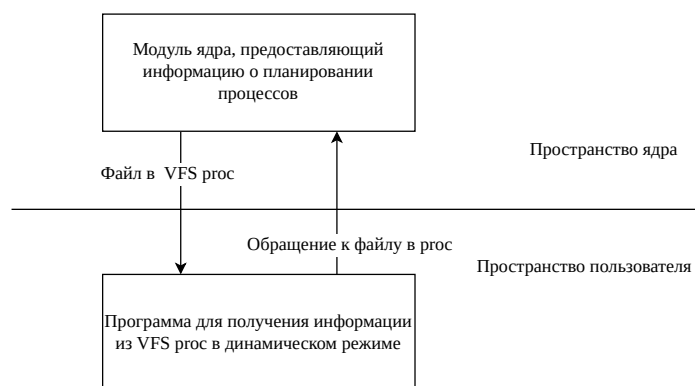 Модуль ядра, предоставляющий
информацию о планировании
процессов
Пространство ядра
Файл в VFS proc
Обращение к файлу в proc
Пространство пользователя
Программа для получения информации
из VFS proc в динамическом режиме